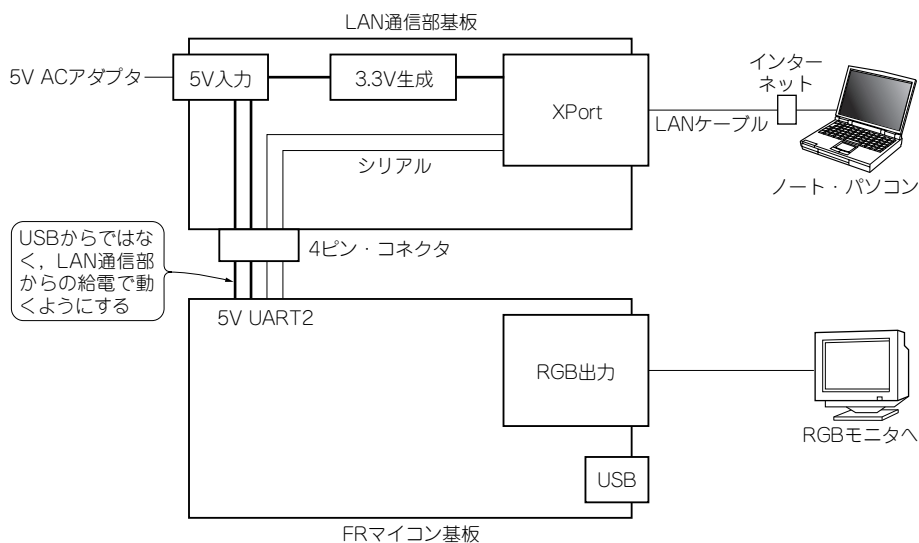 LAN通信部基板
5V ACアダプタ
5V入力
3.3V生成
XPort
シリアル
インター
ネット
LANケーブル
ノート・パソコン
USBからではな
く，LAN通信部
からの給電で動
くようにする
4ピン・コネクタ
5V UART2
RGB出力
RGBモニタへ
USB
FRマイコン基板